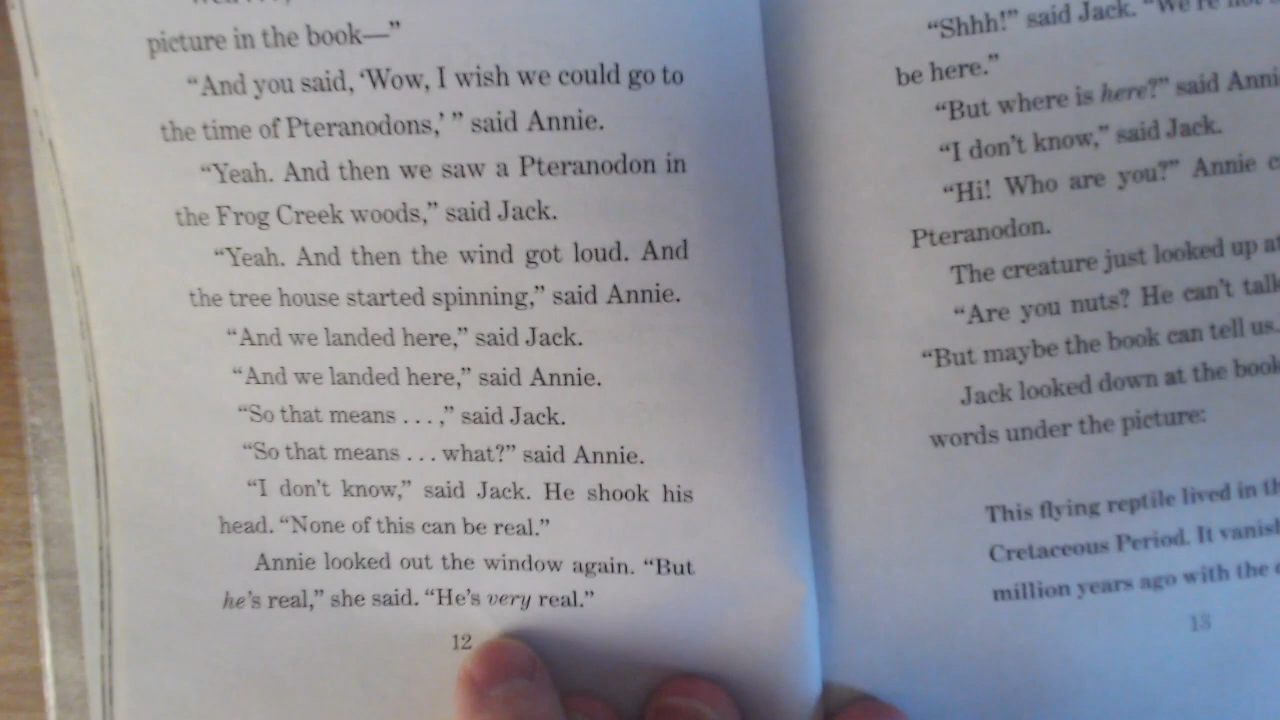 picture in the book—”
“And you said, ‘Wow, I wish we could go to
the time of Pteranodons,’ ” said Annie.
“Yeah. And then we saw a Pteranodon in
the Frog Creek woods,” said Jack.
“Yeah. And then the wind got loud. And
the tree house started spinning,” said Annie.
“And we landed here,” said Jack.
“And we landed here,” said Annie.
“So that means . . . ,” said Jack.
“So that means . . . what?” said Annie.
“I don’t know,” said Jack. He shook his
head. “None of this can be real.”
Annie looked out the window again. “But
he’s real,” she said. “He’s very real.”
12
“Shhh!” said Jack. “We’re not
be here.”
“But where is here?” said
“I don’t know,” said Jack.
“Hi! Who are you?” Annie
Pteranodon.
The creature just looked up
“Are you nuts? He can’t
“But maybe the book can tell us.
Jack looked down at the
words under the picture:
This flying reptile lived in
Cretaceous Period. It
million years ago with the
13